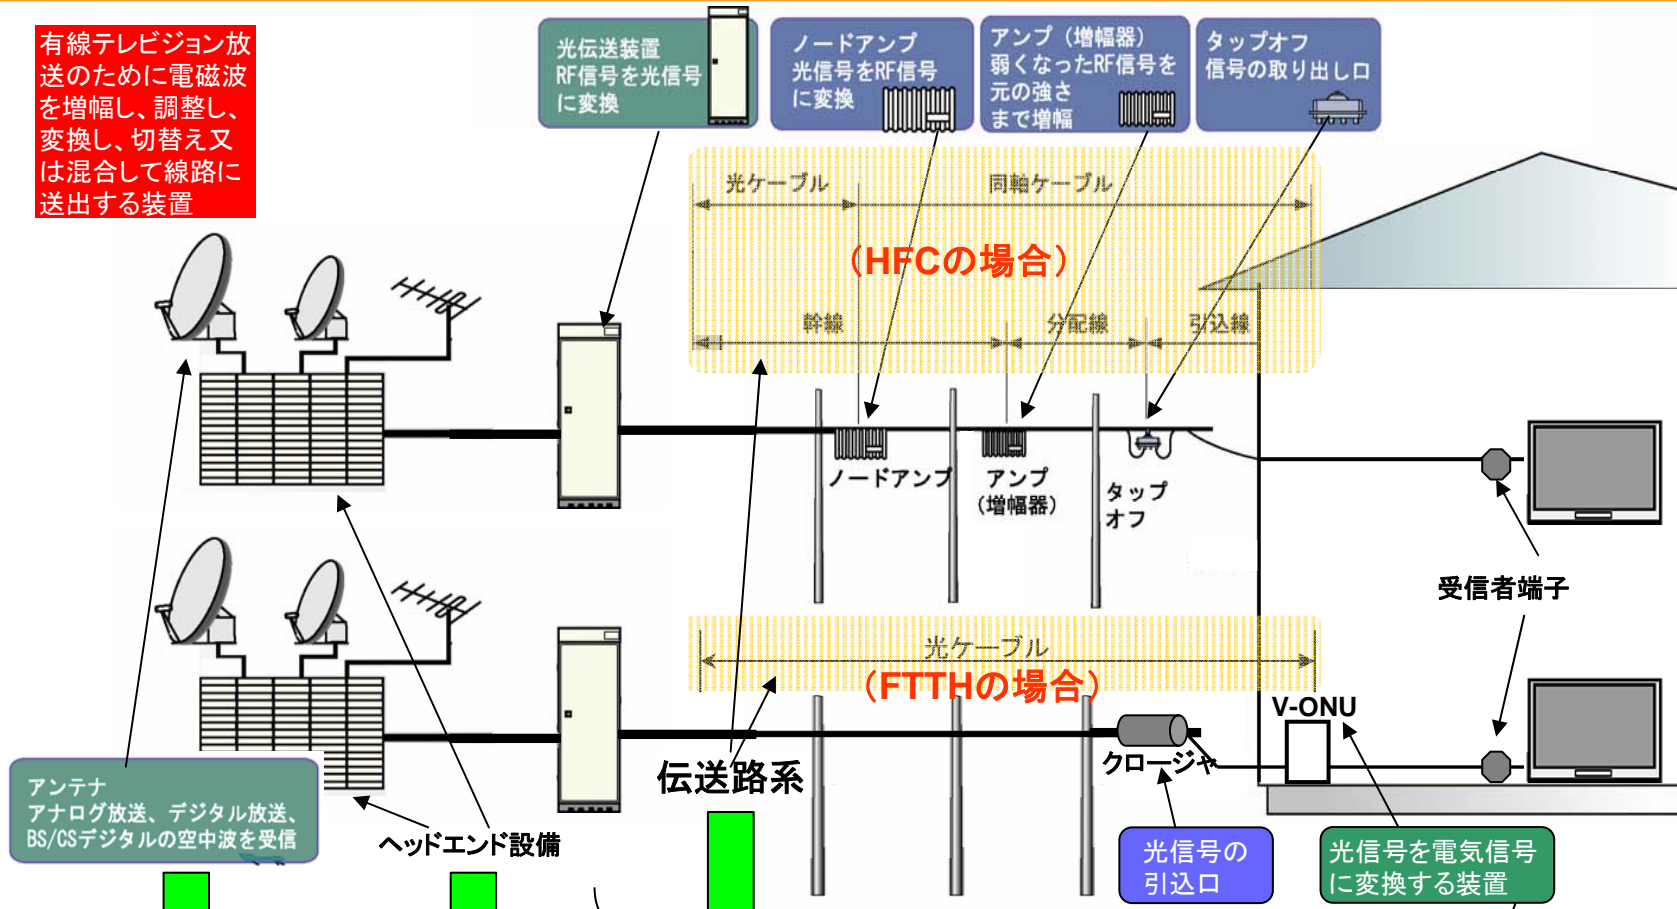 有線テレビジョン放
送のために電磁波
を増幅し、調整し、
変換し、切替え又
は混合して線路に
送出する装置
光伝送装置
RF信号を光信号
に変換
ノードアンプ
光信号をRF信号
に変換
アンプ（増幅器）
弱くなったRF信号を
元の強さ
まで増幅
タップオフ
信号の取り出し口
光ケーブル
同軸ケーブル
（HFCの場合）
幹線
分配線
引込線
ノードアンプ
アンプ
（増幅器）
タップ
オフ
受信者端子
光ケーブル
（FTTHの場合）
V-ONU
クロージャ
伝送路系
アンテナ
アナログ放送、デジタル放送、
BS/CSデジタルの空中波を受信
ヘッドエンド設備
光信号の
引込口
光信号を電気信号
に変換する装置